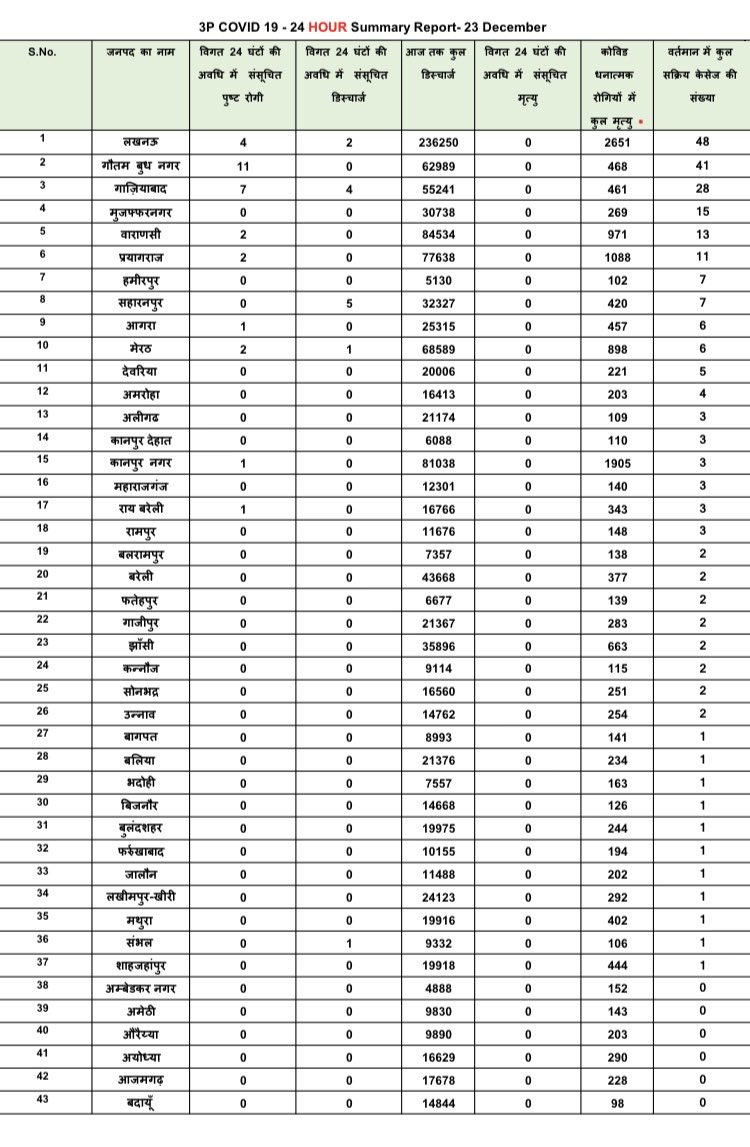 3P COVID 19 - 24 HOUR Summary Report- 23 December
S.No. जनपद का नाम विगत 24 घंटों की अवधि में संसूचित पुष्ट रोगी विगत 24 घंटों की अवधि में संसूचित डिस्चार्ज आज तक कुल डिस्चार्ज विगत 24 घंटों की अवधि में संसूचित मृत्यु कोविड धनात्मक रोगियों में कुल मृत्यु वर्तमान में कुल सक्रिय केसेज की संख्या
1 लखनऊ 4 2 236250 0 2651 48
2 गौतम बुध नगर 11 0 62989 0 468 41
3 गाज़ियाबाद 7 4 55241 0 461 28
4 मुजफ्फरनगर 0 0 30738 0 269 15
5 वाराणसी 2 0 84534 0 971 13
6 प्रयागराज 2 0 77638 0 1088 11
7 हमीरपुर 0 0 5130 0 102 7
8 सहारनपुर 0 5 32327 0 420 7
9 आगरा 1 0 25315 0 457 6
10 मेरठ 2 1 68589 0 898 6
11 देवरिया 0 0 20006 0 221 5
12 अमरोहा 0 0 16413 0 203 4
13 अलीगढ 0 0 21174 0 109 3
14 कानपुर देहात 0 0 6088 0 110 3
15 कानपुर नगर 1 0 81038 0 1905 3
16 महाराजगंज 0 0 12301 0 140 3
17 राय बरेली 1 0 16766 0 343 3
18 रामपुर 0 0 11676 0 148 3
19 बलरामपुर 0 0 7357 0 138 2
20 बरेली 0 0 43668 0 377 2
21 फतेहपुर 0 0 6677 0 139 2
22 गाजीपुर 0 0 21367 0 283 2
23 झाँसी 0 0 35896 0 663 2
24 कन्नौज 0 0 9114 0 115 2
25 सोनभद्र 0 0 16560 0 251 2
26 उन्नाव 0 0 14762 0 254 2
27 बागपत 0 0 8993 0 141 1
28 बलिया 0 0 21376 0 234 1
29 भदोही 0 0 7557 0 163 1
30 बिजनौर 0 0 14668 0 126 1
31 बुलंदशहर 0 0 19975 0 244 1
32 फर्रुखाबाद 0 0 10155 0 194 1
33 जालौन 0 0 11488 0 202 1
34 लखीमपुर-खीरी 0 0 24123 0 292 1
35 मथुरा 0 0 19916 0 402 1
36 संभल 0 1 9332 0 106 1
37 शाहजहांपुर 0 0 19918 0 444 1
38 अम्बेडकर नगर 0 0 4888 0 152 0
39 अमेठी 0 0 9830 0 143 0
40 औरैय्या 0 0 9890 0 203 0
41 अयोध्या 0 0 16629 0 290 0
42 आजमगढ़ 0 0 17678 0 228 0
43 बदायूँ 0 0 14844 0 98 0